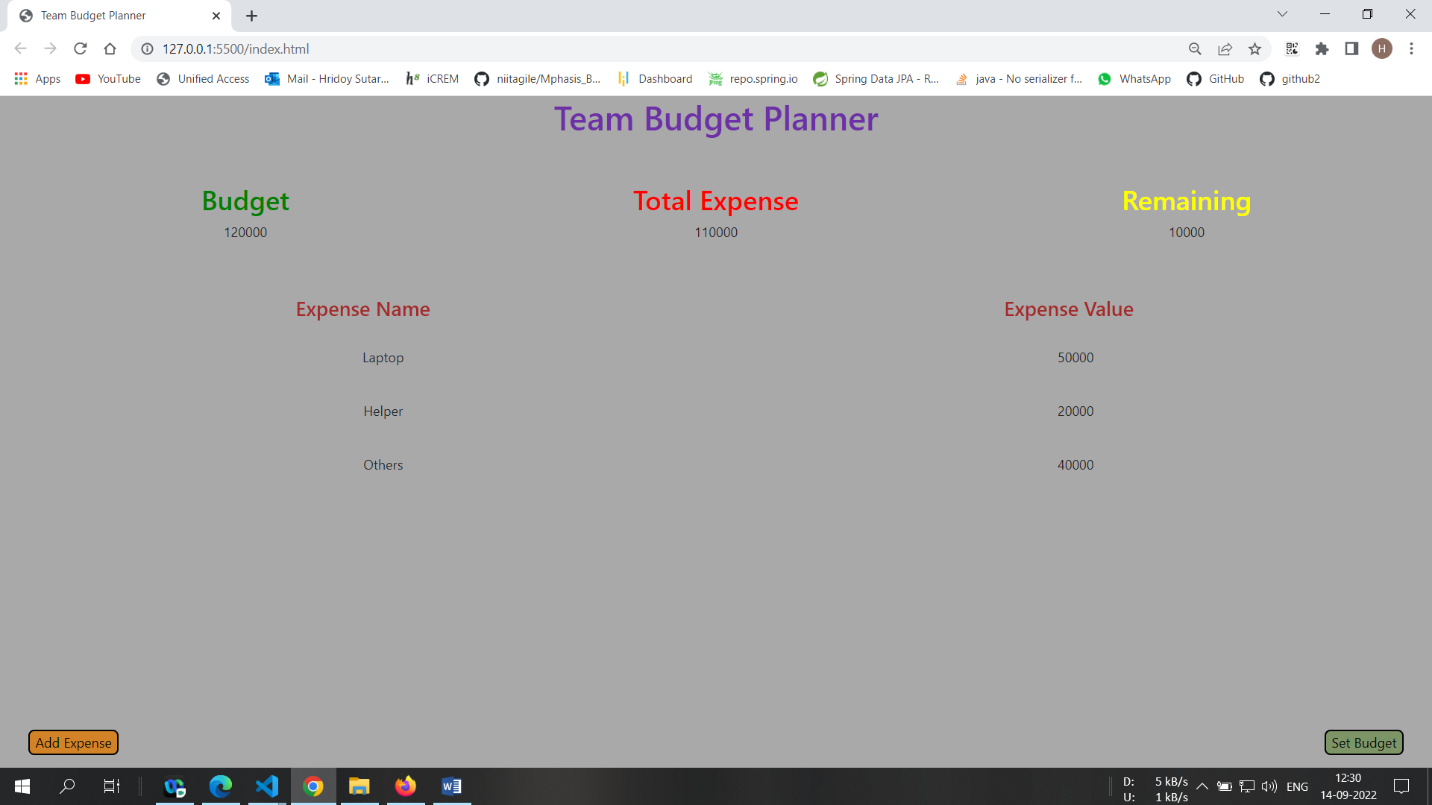 Team Budget Planner
127.0.0.1:5500/index.html
H
Apps YouTube Unified Access Mail - Hridoy Sutar... iCREM niitagile/Mphasis_B... Dashboard repo.spring.io Spring Data JPA - R... java - No serializer f... WhatsApp GitHub github2
Team Budget Planner
Budget Total Expense Remaining
120000 110000 10000
Expense Name Expense Value
Laptop 50000
Helper 20000
Others 40000
Add Expense Set Budget
D: 5 kB/s
U: 1 kB/s
ENG
12:30
14-09-2022